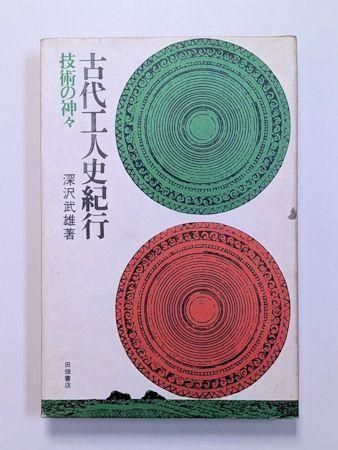 古代工人史紀行
技術の神々
深沢武雄著
田畑書店